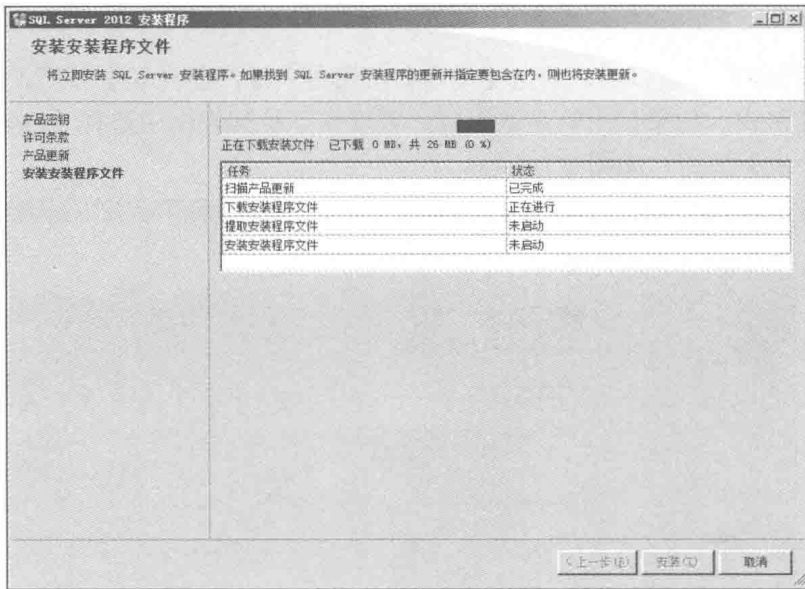 SQL Server 2012 安装程序
安装安装程序文件
将立即安装 SQL Server 安装程序。如果找到 SQL Server 安装程序的更新并指定要包含在内，则也将安装更新。
产品密钥
许可条款
产品更新
安装安装程序文件
正在下载安装文件 已下载 0 MB，共 26 MB (0 %)
任务 状态
扫描产品更新 已完成
下载安装程序文件 正在进行
提取安装程序文件 未启动
安装安装程序文件 未启动
< 上一步(B) 安装(I) 取消